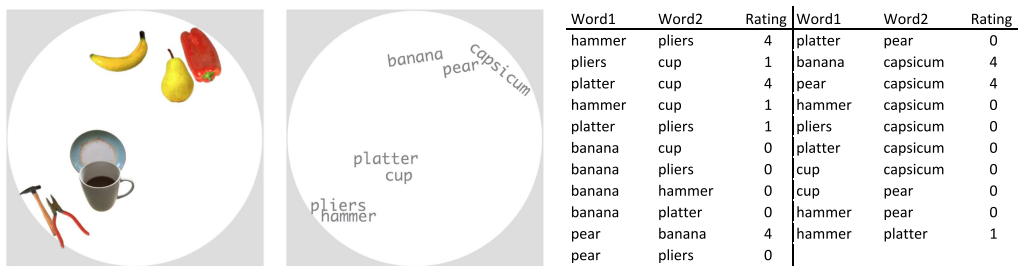 banana
pear
capsicum
platter
cup
pliers
hammer
Word1 Word2 Rating Word1 Word2 Rating
hammer pliers 4 platter pear 0
pliers cup 1 banana capsicum 4
platter cup 4 pear capsicum 4
hammer cup 1 hammer capsicum 0
platter pliers 1 pliers capsicum 0
banana cup 0 platter capsicum 0
banana pliers 0 cup capsicum 0
banana hammer 0 cup pear 0
banana platter 0 hammer pear 0
pear banana 4 hammer platter 1
pear pliers 0